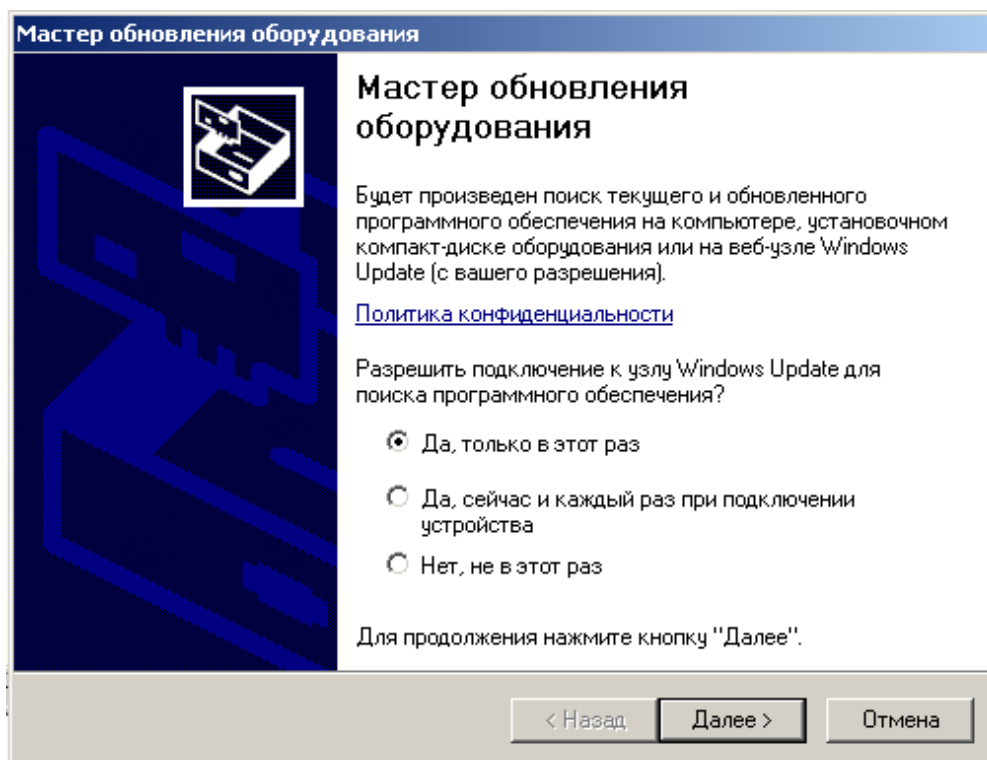 Мастер обновления оборудования
Мастер обновления
оборудования
Будет произведен поиск текущего и обновленного
программного обеспечения на компьютере, установочном
компакт-диске оборудования или на веб-узле Windows
Update (с вашего разрешения).
Политика конфиденциальности
Разрешить подключение к узлу Windows Update для
поиска программного обеспечения?
Да, только в этот раз
Да, сейчас и каждый раз при подключении
устройства
Нет, не в этот раз
Для продолжения нажмите кнопку "Далее".
< Назад Далее > Отмена